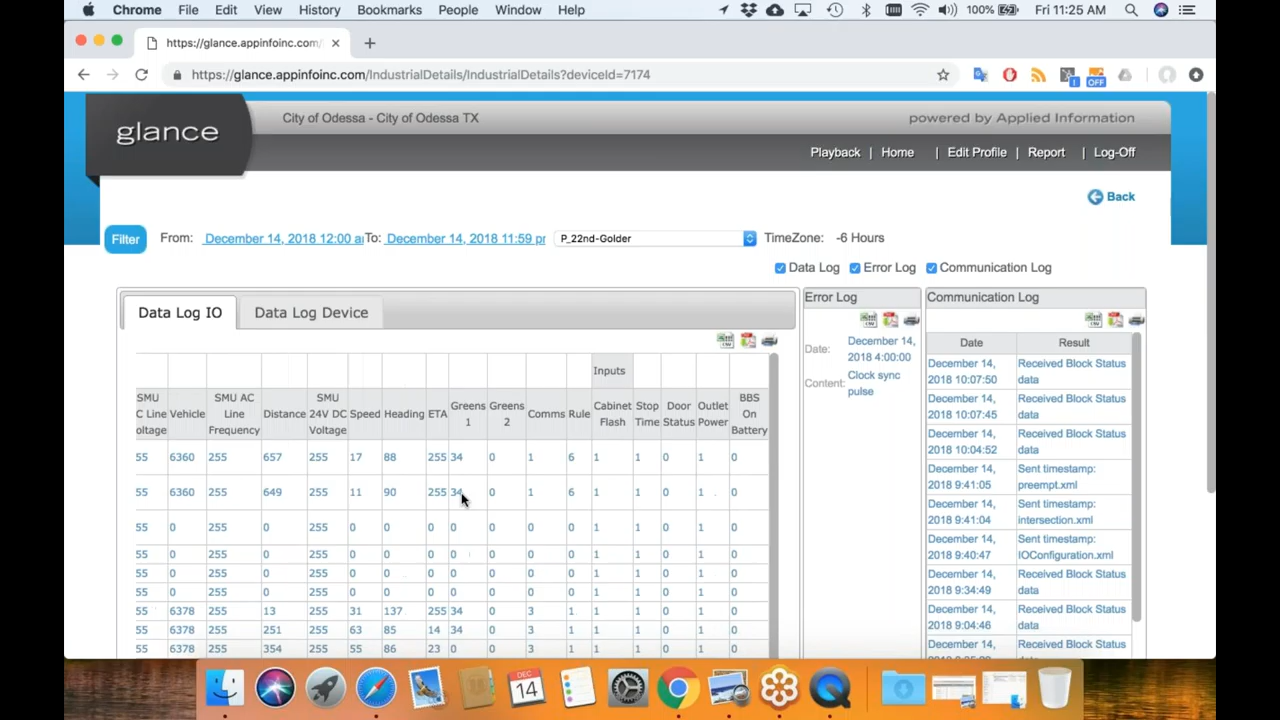 Chrome File Edit View History Bookmarks People Window Help 100% Fri 11:25 AM
https://glance.appinfoinc.com/ × +
https://glance.appinfoinc.com/IndustrialDetails/IndustrialDetails?deviceId=7174
OFF
glance
City of Odessa - City of Odessa TX
powered by Applied Information
Playback | Home | Edit Profile | Report | Log-Off
Back
Filter From: December 14, 2018 12:00 a To: December 14, 2018 11:59 p P_22nd-Golder TimeZone: -6 Hours
Data Log Error Log Communication Log
Data Log IO Data Log Device
Inputs
SMU C Line oltage Vehicle SMU AC Line Frequency Distance SMU 24V DC Voltage Speed Heading ETA Greens 1 Greens 2 Comms Rule Cabinet Flash Stop Time Door Status Outlet Power BBS On Battery
55 6360 255 657 255 17 88 255 34 0 1 6 1 1 0 1 0
55 6360 255 649 255 11 90 255 34 0 1 6 1 1 0 1 0
55 0 255 0 255 0 0 0 0 0 0 0 1 1 0 1 0
55 0 255 0 255 0 0 0 0 0 0 0 1 1 0 1 0
55 0 255 0 255 0 0 0 0 0 0 0 1 1 0 1 0
55 0 255 0 255 0 0 0 0 0 0 0 1 1 0 1 0
55 6378 255 13 255 31 137 255 34 0 3 1 1 1 0 1 0
55 6378 255 251 255 63 85 14 34 0 3 1 1 1 0 1 0
55 6378 255 354 255 55 86 23 0 0 3 1 1 1 0 1 0
Error Log
Date: December 14, 2018 4:00:00
Content: Clock sync pulse
Communication Log
Date Result
December 14, 2018 10:07:50 Received Block Status data
December 14, 2018 10:07:45 Received Block Status data
December 14, 2018 10:04:52 Received Block Status data
December 14, 2018 9:41:05 Sent timestamp: preempt.xml
December 14, 2018 9:41:04 Sent timestamp: intersection.xml
December 14, 2018 9:40:47 Sent timestamp: IOConfiguration.xml
December 14, 2018 9:34:49 Received Block Status data
December 14, 2018 9:04:46 Received Block Status data
December 14, Received Block Status
DEC
14